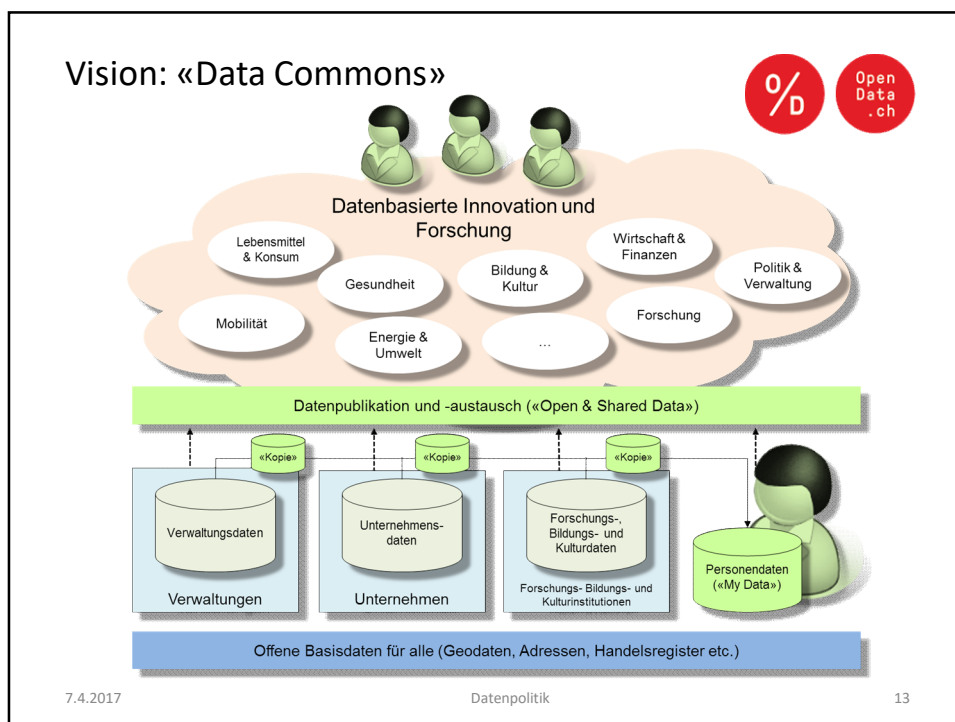 Vision: «Data Commons»
%
D
Open
Data
.ch
Datenbasierte Innovation und
Forschung
Lebensmittel
& Konsum
Gesundheit
Bildung &
Kultur
Wirtschaft &
Finanzen
Politik &
Verwaltung
Mobilität
Energie &
Umwelt
...
Forschung
Datenpublikation und -austausch («Open & Shared Data»)
«Kopie»
«Kopie»
«Kopie»
Verwaltungsdaten
Verwaltungen
Unternehmens-
daten
Unternehmen
Forschungs-,
Bildungs- und
Kulturdaten
Forschungs- Bildungs- und
Kulturinstitutionen
Personendaten
(«My Data»)
Offene Basisdaten für alle (Geodaten, Adressen, Handelsregister etc.)
7.4.2017
Datenpolitik
13